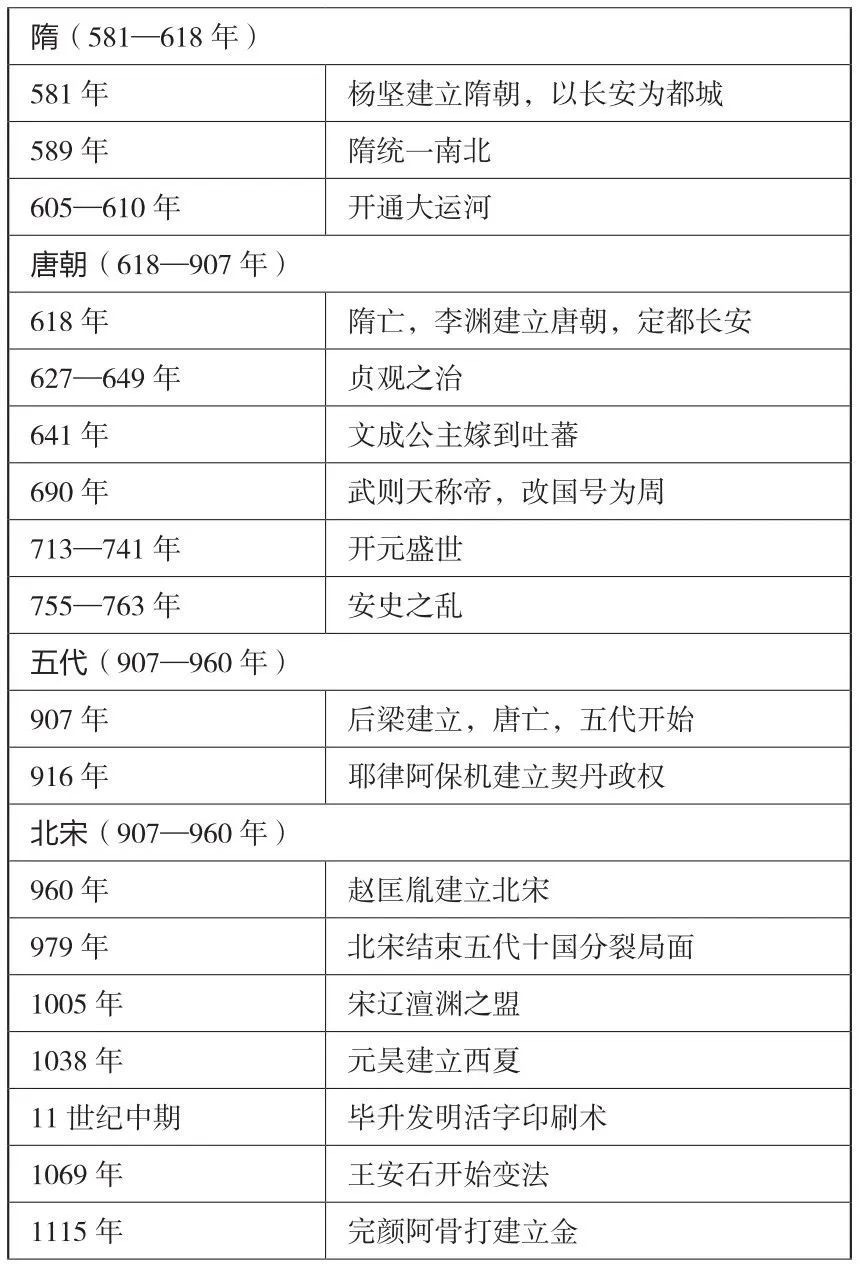 隋（581—618 年）
581 年 杨坚建立隋朝，以长安为都城
589 年 隋统一南北
605—610 年 开通大运河
唐朝（618—907 年）
618 年 隋亡，李渊建立唐朝，定都长安
627—649 年 贞观之治
641 年 文成公主嫁到吐蕃
690 年 武则天称帝，改国号为周
713—741 年 开元盛世
755—763 年 安史之乱
五代（907—960 年）
907 年 后梁建立，唐亡，五代开始
916 年 耶律阿保机建立契丹政权
北宋（907—960 年）
960 年 赵匡胤建立北宋
979 年 北宋结束五代十国分裂局面
1005 年 宋辽澶渊之盟
1038 年 元昊建立西夏
11 世纪中期 毕升发明活字印刷术
1069 年 王安石开始变法
1115 年 完颜阿骨打建立金